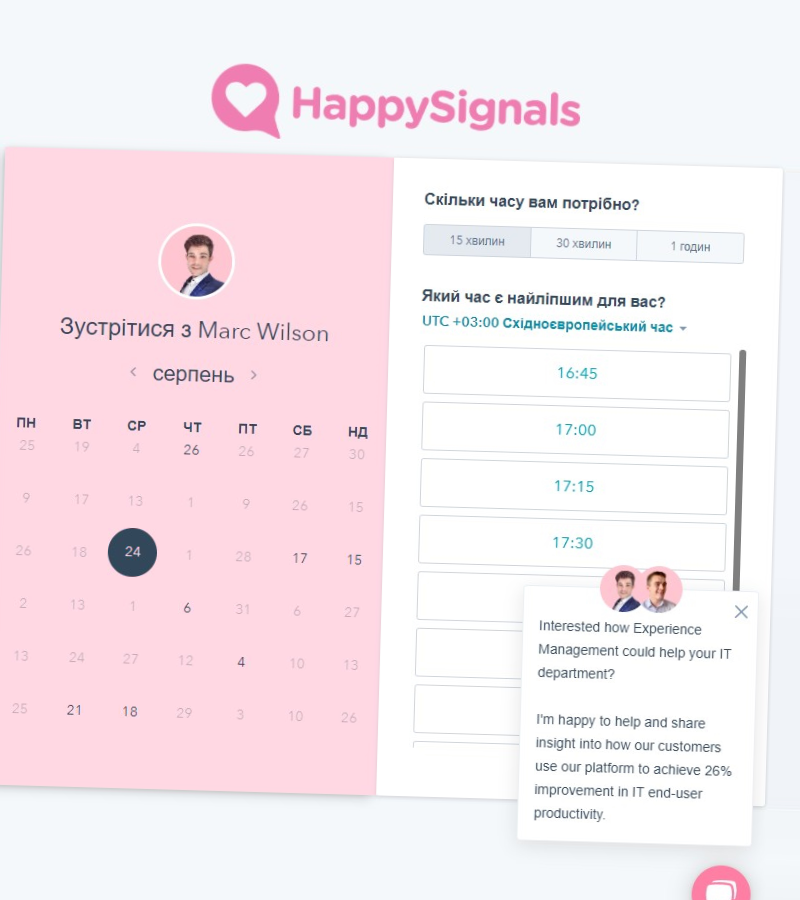 HappySignals
Зустрітися з Marc Wilson
серпень
ПН ВТ СР ЧТ ПТ СБ НД
25 19 4 26 26 27 30
9 17 13 1 9 26 15
26 18 24 1 28 17 15
2 13 1 6 31 6 27
13 24 27 12 4 10 13
25 21 18 29 3 10 26
Скільки часу вам потрібно?
15 хвилин 30 хвилин 1 годин
Який час є найліпшим для вас?
UTC +03:00 Східноєвропейський час
16:45
17:00
17:15
17:30
Interested how Experience
Management could help your IT
department?
I'm happy to help and share
insight into how our customers
use our platform to achieve 26%
improvement in IT end-user
productivity.